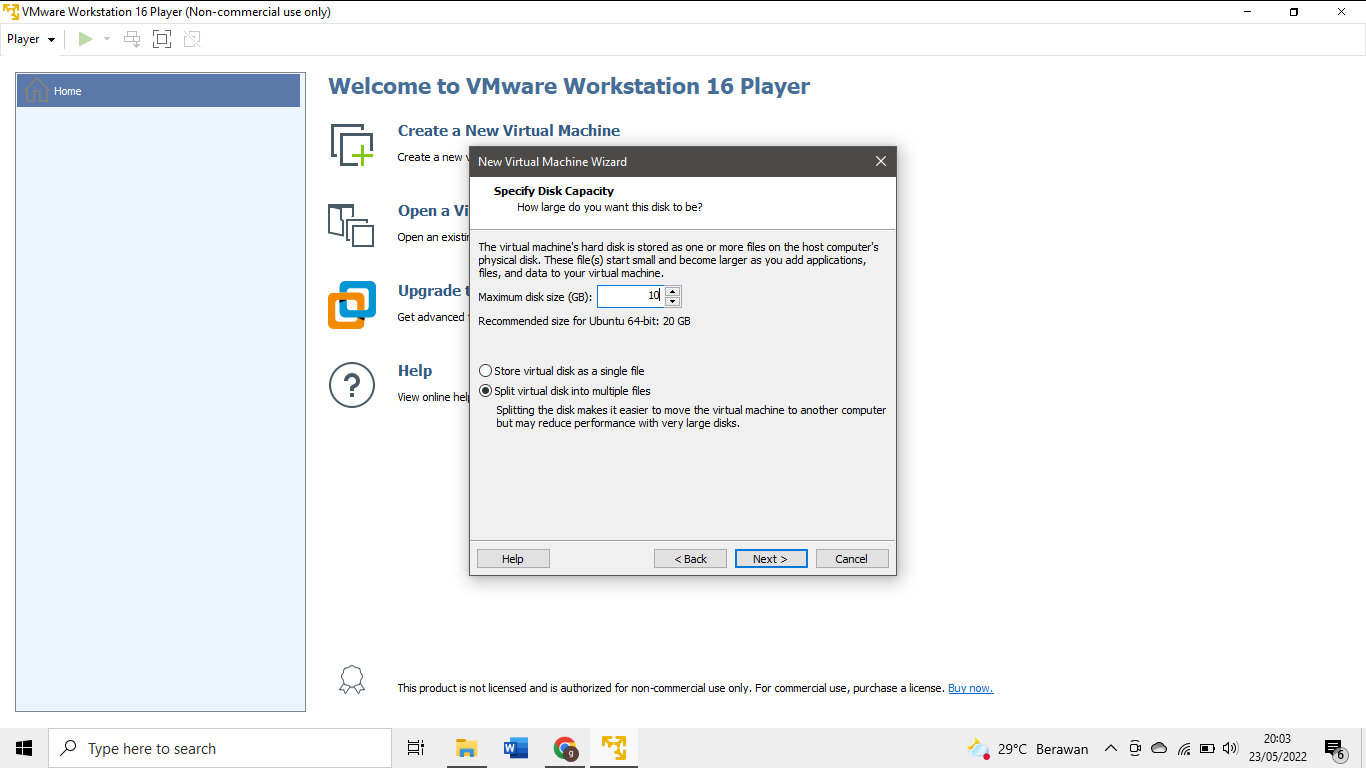 VMware Workstation 16 Player (Non-commercial use only)
Player
Home
Welcome to VMware Workstation 16 Player
Create a New Virtual Machine
Create a new v
Open a Vi
Open an existin
Upgrade t
Get advanced f
Help
View online help
New Virtual Machine Wizard
Specify Disk Capacity
How large do you want this disk to be?
The virtual machine's hard disk is stored as one or more files on the host computer's
physical disk. These file(s) start small and become larger as you add applications,
files, and data to your virtual machine.
Maximum disk size (GB): 10
Recommended size for Ubuntu 64-bit: 20 GB
Store virtual disk as a single file
Split virtual disk into multiple files
Splitting the disk makes it easier to move the virtual machine to another computer
but may reduce performance with very large disks.
Help < Back Next > Cancel
This product is not licensed and is authorized for non-commercial use only. For commercial use, purchase a license. Buy now.
Type here to search
29°C Berawan
20:03
23/05/2022
6